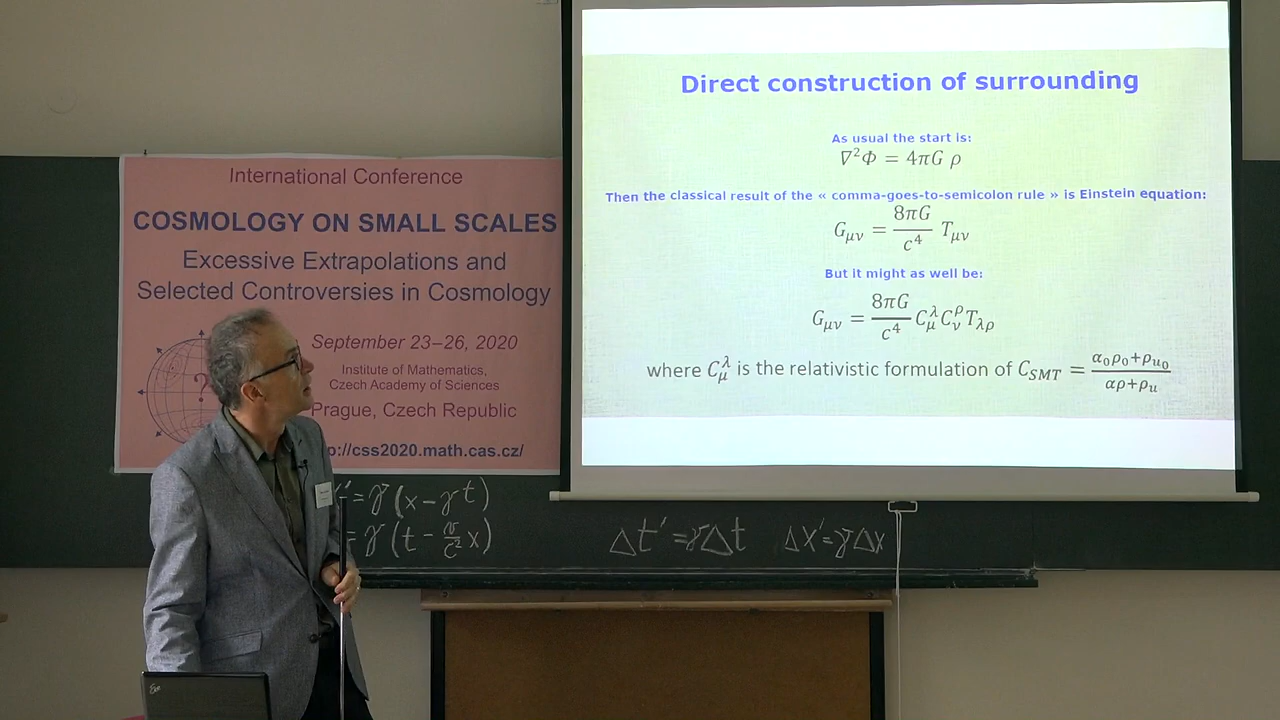 International Conference
COSMOLOGY ON SMALL SCALES
Excessive Extrapolations and
Selected Controversies in Cosmology
September 23–26, 2020
Institute of Mathematics,
Czech Academy of Sciences
Prague, Czech Republic
p://css2020.math.cas.cz/
?
Direct construction of surrounding
As usual the start is:
∇²Φ = 4πG ρ
Then the classical result of the « comma-goes-to-semicolon rule » is Einstein equation:
G_μν = 8πG/c⁴ T_μν
But it might as well be:
G_μν = 8πG/c⁴ C_μ^λ C_ν^ρ T_λρ
where C_μ^λ is the relativistic formulation of C_SMT = (α₀ρ₀+ρ_u₀)/(αρ+ρ_u)
′=γ(x−γt)
=γ(t−v/c² x)
Δt′=γΔt Δx′=γΔx